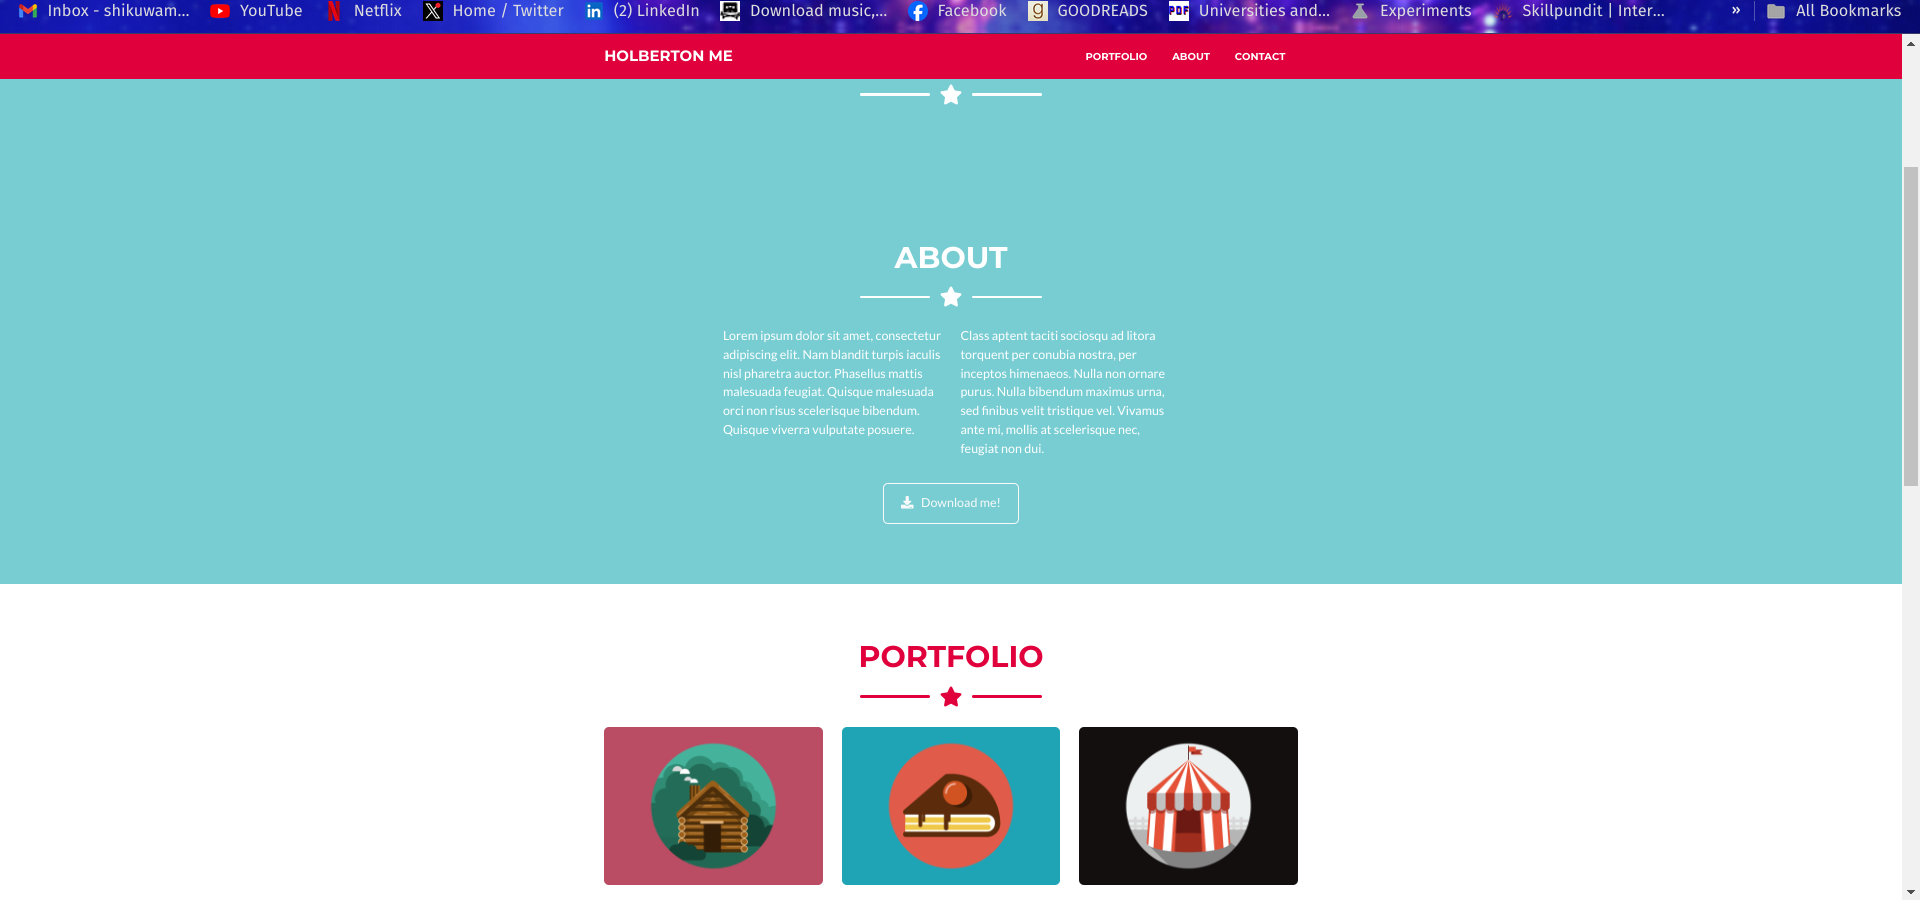 Inbox - shikuwam... YouTube Netflix Home / Twitter (2) LinkedIn Download music,... Facebook GOODREADS Universities and... Experiments Skillpundit | Inter... » All Bookmarks
HOLBERTON ME PORTFOLIO ABOUT CONTACT
ABOUT
Lorem ipsum dolor sit amet, consectetur
adipiscing elit. Nam blandit turpis iaculis
nisl pharetra auctor. Phasellus mattis
malesuada feugiat. Quisque malesuada
orci non risus scelerisque bibendum.
Quisque viverra vulputate posuere.
Class aptent taciti sociosqu ad litora
torquent per conubia nostra, per
inceptos himenaeos. Nulla non ornare
purus. Nulla bibendum maximus urna,
sed finibus velit tristique vel. Vivamus
ante mi, mollis at scelerisque nec,
feugiat non dui.
Download me!
PORTFOLIO